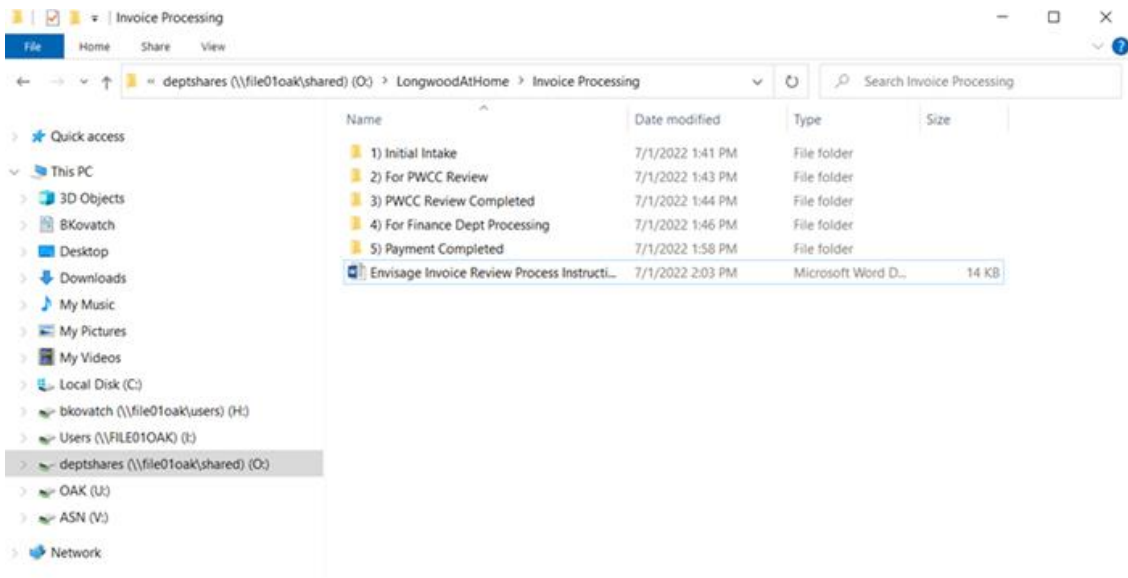 Invoice Processing
File Home Share View
« deptshares (\\file01oak\shared) (O:) > LongwoodAtHome > Invoice Processing Search Invoice Processing
Name Date modified Type Size
1) Initial Intake 7/1/2022 1:41 PM File folder
2) For PWCC Review 7/1/2022 1:43 PM File folder
3) PWCC Review Completed 7/1/2022 1:44 PM File folder
4) For Finance Dept Processing 7/1/2022 1:46 PM File folder
5) Payment Completed 7/1/2022 1:58 PM File folder
Envisage Invoice Review Process Instructi... 7/1/2022 2:03 PM Microsoft Word D... 14 KB
Quick access
This PC
3D Objects
BKovatch
Desktop
Downloads
My Music
My Pictures
My Videos
Local Disk (C:)
bkovatch (\\file01oak\users) (H:)
Users (\\FILE01OAK) (I:)
deptshares (\\file01oak\shared) (O:)
OAK (U:)
ASN (V:)
Network